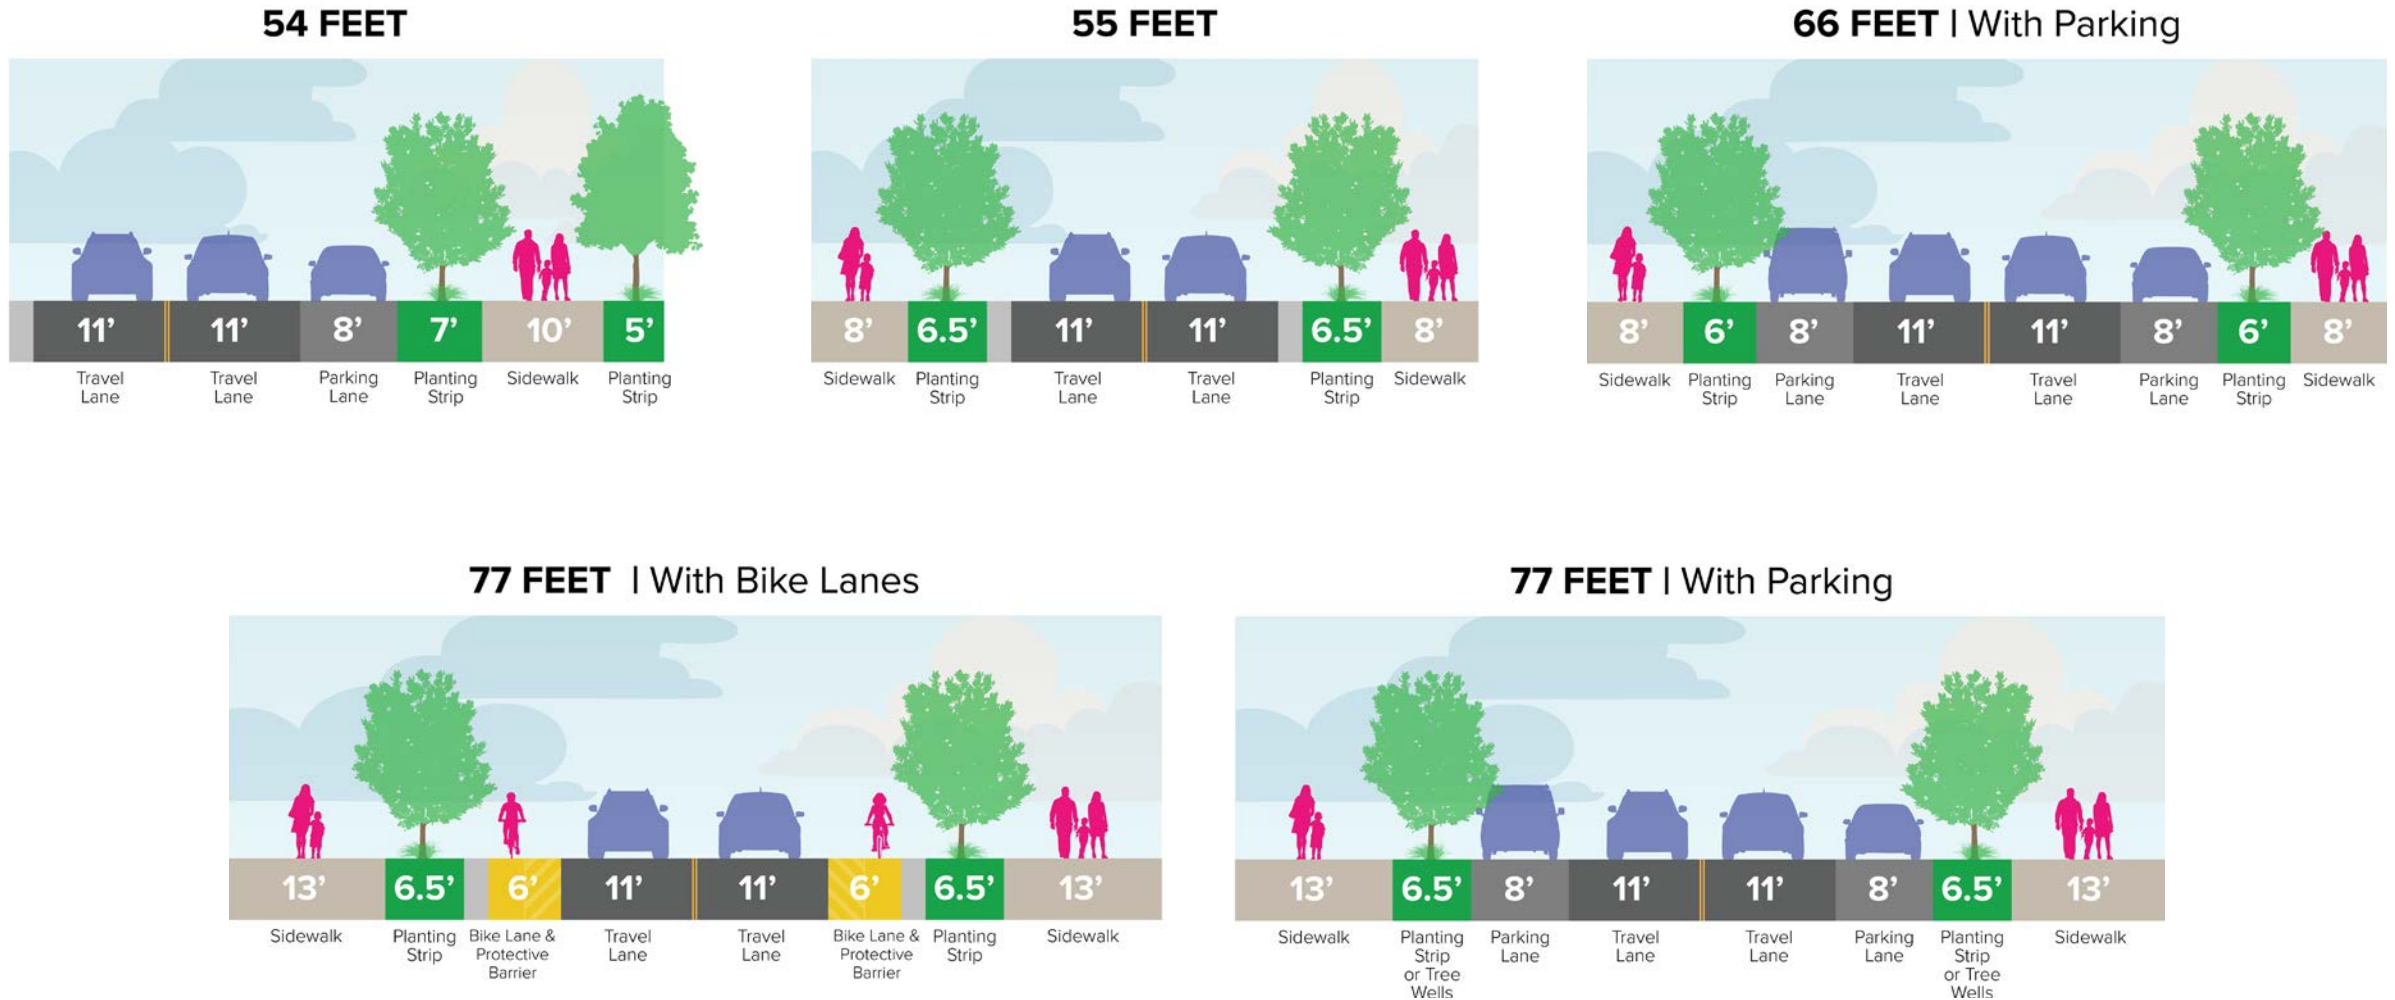 54 FEET
55 FEET
66 FEET | With Parking
11’ 11’ 8’ 7’ 10’ 5’
Travel Lane Travel Lane Parking Lane Planting Strip Sidewalk Planting Strip
8’ 6.5’ 11’ 11’ 6.5’ 8’
Sidewalk Planting Strip Travel Lane Travel Lane Planting Strip Sidewalk
8’ 6’ 8’ 11’ 11’ 8’ 6’ 8’
Sidewalk Planting Strip Parking Lane Travel Lane Travel Lane Parking Lane Planting Strip Sidewalk
77 FEET | With Bike Lanes
77 FEET | With Parking
13’ 6.5’ 6’ 11’ 11’ 6’ 6.5’ 13’
Sidewalk Planting Strip Bike Lane & Protective Barrier Travel Lane Travel Lane Bike Lane & Protective Barrier Planting Strip Sidewalk
13’ 6.5’ 8’ 11’ 11’ 8’ 6.5’ 13’
Sidewalk Planting Strip or Tree Wells Parking Lane Travel Lane Travel Lane Parking Lane Planting Strip or Tree Wells Sidewalk